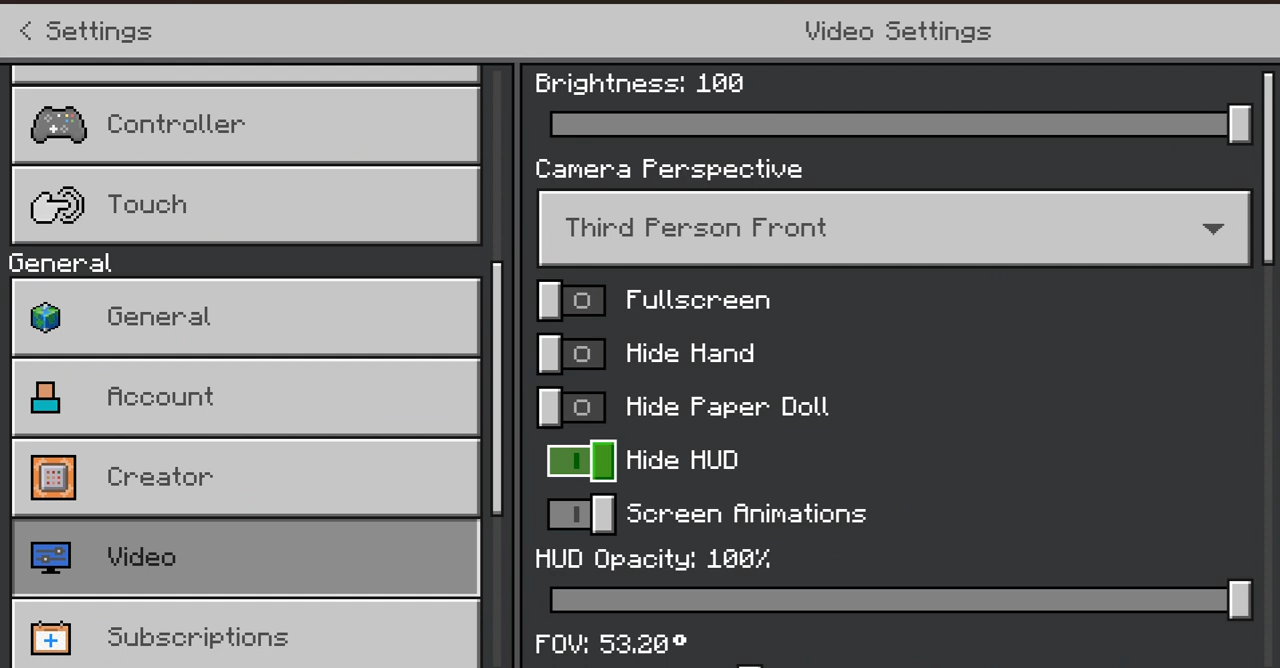 < Settings
Video Settings
Controller
Touch
General
General
Account
Creator
Video
Subscriptions
Brightness: 100
Camera Perspective
Third Person Front
Fullscreen
Hide Hand
Hide Paper Doll
Hide HUD
Screen Animations
HUD Opacity: 100%
FOV: 53.20°